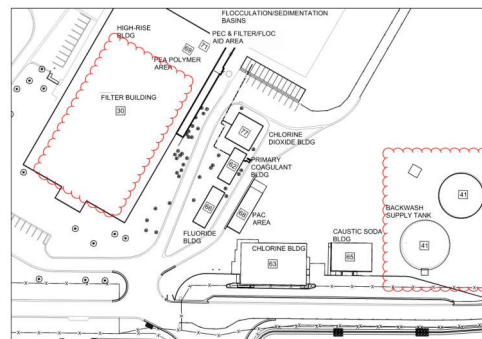 FLOCCULATION/SEDIMENTATION
BASINS
HIGH-RISE
BLDG
PEC & FILTER/FLOC
AID AREA
71
69
PEA POLYMER
AREA
FILTER BUILDING
30
77
CHLORINE
DIOXIDE BLDG
62
PRIMARY
COAGULANT
BLDG
68
FLUORIDE
BLDG
66
PAC
AREA
CHLORINE BLDG
63
CAUSTIC SODA
BLDG
65
BACKWASH
SUPPLY TANK
41
41